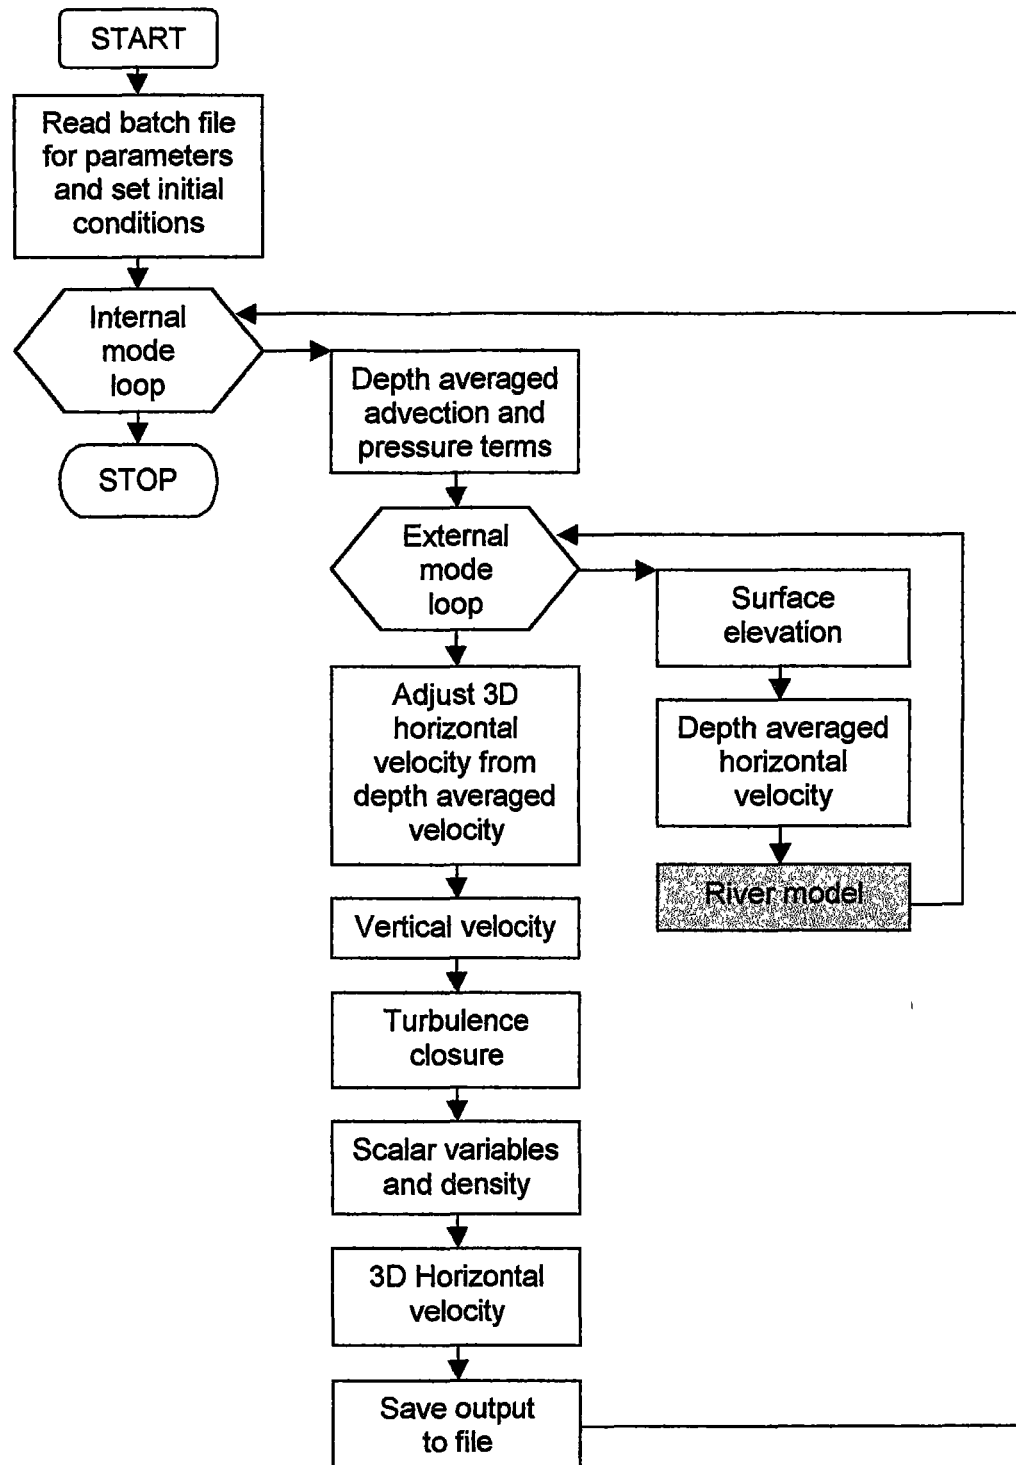 START
Read batch file
for parameters
and set initial
conditions
Internal
mode
loop
STOP
Depth averaged
advection and
pressure terms
External
mode
loop
Surface
elevation
Depth averaged
horizontal
velocity
River model
Adjust 3D
horizontal
velocity from
depth averaged
velocity
Vertical velocity
Turbulence
closure
Scalar variables
and density
3D Horizontal
velocity
Save output
to file